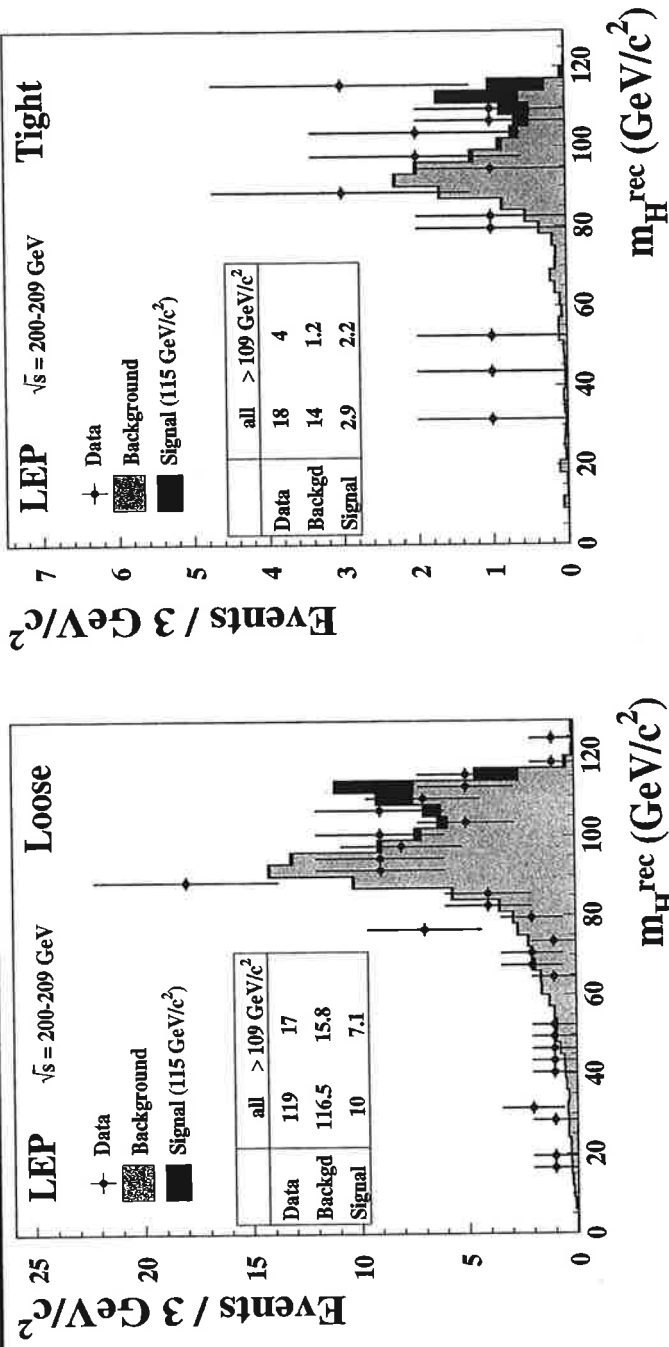 LEP √s = 200-209 GeV Loose
Data
Background
Signal (115 GeV/c²)
all > 109 GeV/c²
Data 119 17
Backgd 116.5 15.8
Signal 10 7.1
Events / 3 GeV/c²
25
20
15
10
5
0
0 20 40 60 80 100 120
m_H^rec (GeV/c²)
LEP √s = 200-209 GeV Tight
Data
Background
Signal (115 GeV/c²)
all > 109 GeV/c²
Data 18 4
Backgd 14 1.2
Signal 2.9 2.2
Events / 3 GeV/c²
7
6
5
4
3
2
1
0
0 20 40 60 80 100 120
m_H^rec (GeV/c²)